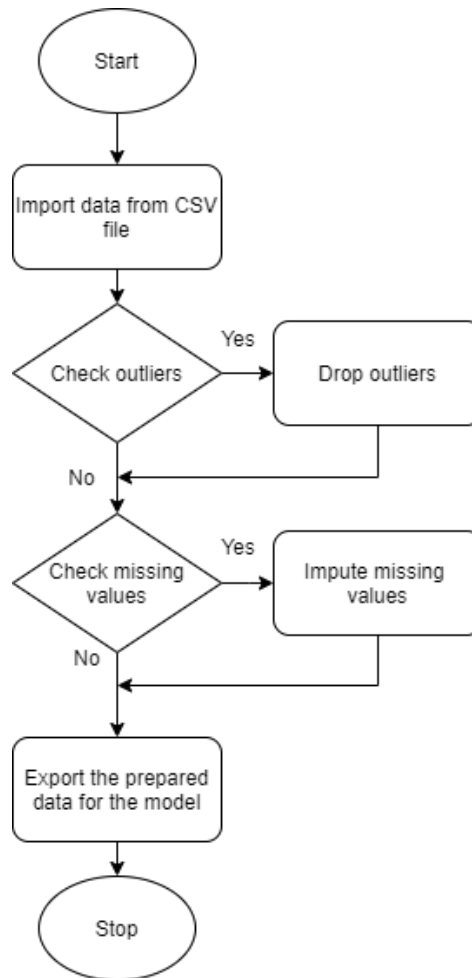 Start
Import data from CSV
file
Check outliers
Yes
Drop outliers
No
Check missing
values
Yes
Impute missing
values
No
Export the prepared
data for the model
Stop